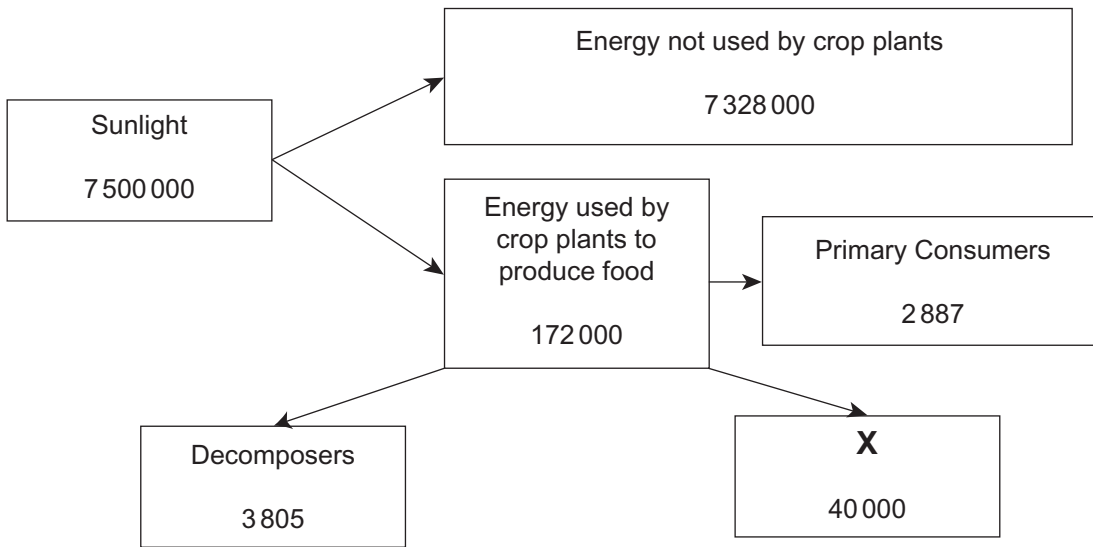 Energy not used by crop plants
7 328 000
Sunlight
7 500 000
Energy used by
crop plants to
produce food
172 000
Primary Consumers
2 887
Decomposers
3 805
X
40 000